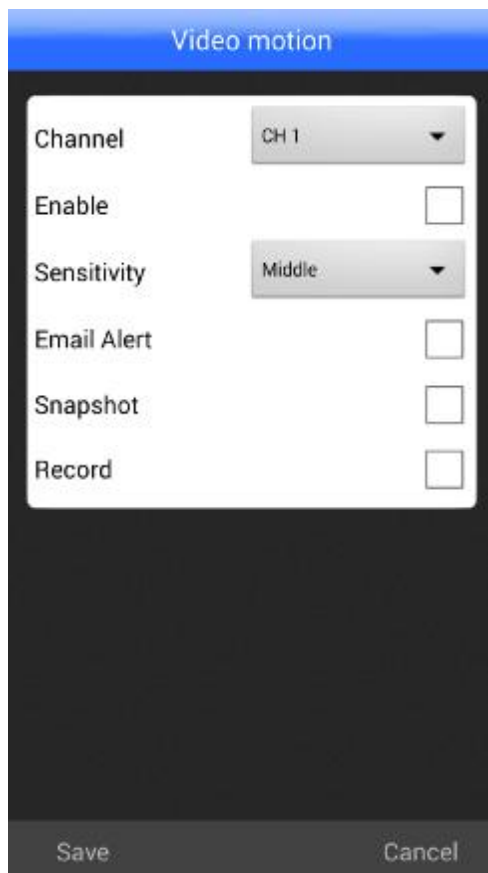 Video motion
Channel CH 1
Enable
Sensitivity Middle
Email Alert
Snapshot
Record
Save Cancel